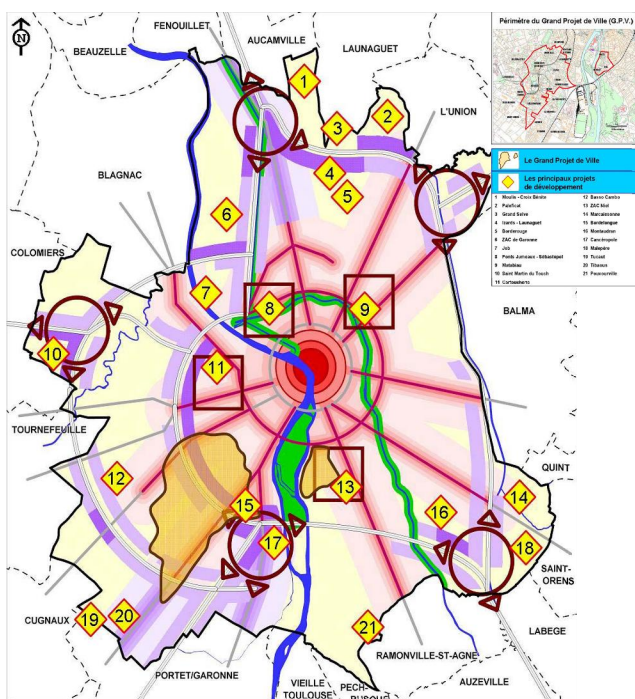 N
FENOUILLET
BEAUZELLE
AUCAMVILLE
LAUNAGUET
L'UNION
BLAGNAC
COLOMIERS
BALMA
TOURNEFEUILLE
QUINT
SAINT-
ORENS
LABEGE
CUGNAUX
PORTET/GARONNE
VIEILLE
TOULOUSE
PECH-
BUSQUE
RAMONVILLE-ST-AGNE
AUZEVILLE
1
2
3
4
5
6
7
8
9
10
11
12
13
14
15
16
17
18
19
20
21
Périmètre du Grand Projet de Ville (G.P.V.)
Le Grand Projet de Ville
Les principaux projets
de développement
1 Moulis - Croix Bénite
2 Paleficat
3 Grand Selve
4 Izards - Launaguet
5 Borderouge
6 ZAC de Garonne
7 Job
8 Ponts Jumeaux - Sébastopol
9 Matabiau
10 Saint Martin du Touch
11 Cartoucherie
12 Basso Cambo
13 ZAC Niel
14 Marcaissonne
15 Bordelongue
16 Montaudran
17 Cancéropole
18 Malepère
19 Tucaut
20 Tibaous
21 Pouvourville